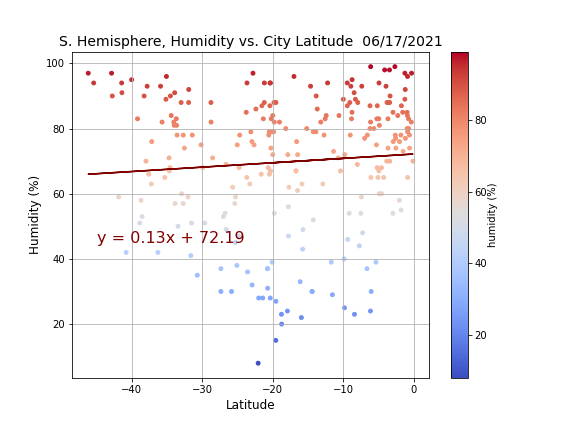 S. Hemisphere, Humidity vs. City Latitude  06/17/2021
100
80
60
40
20
Humidity (%)
y = 0.13x + 72.19
−40
−30
−20
−10
0
Latitude
80
60
40
20
humidity (%)